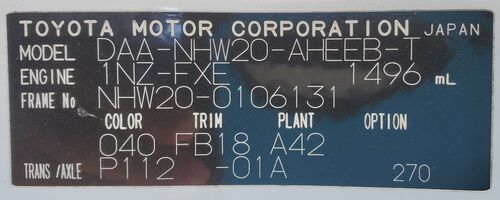 TOYOTA MOTOR CORPORATION JAPAN
MODEL DAA-NHW20-AHEEB-T
ENGINE 1NZ-FXE 1496 mL
FRAME No NHW20-0106131
COLOR TRIM PLANT OPTION
040 FB18 A42
TRANS/AXLE P112 -01A 270